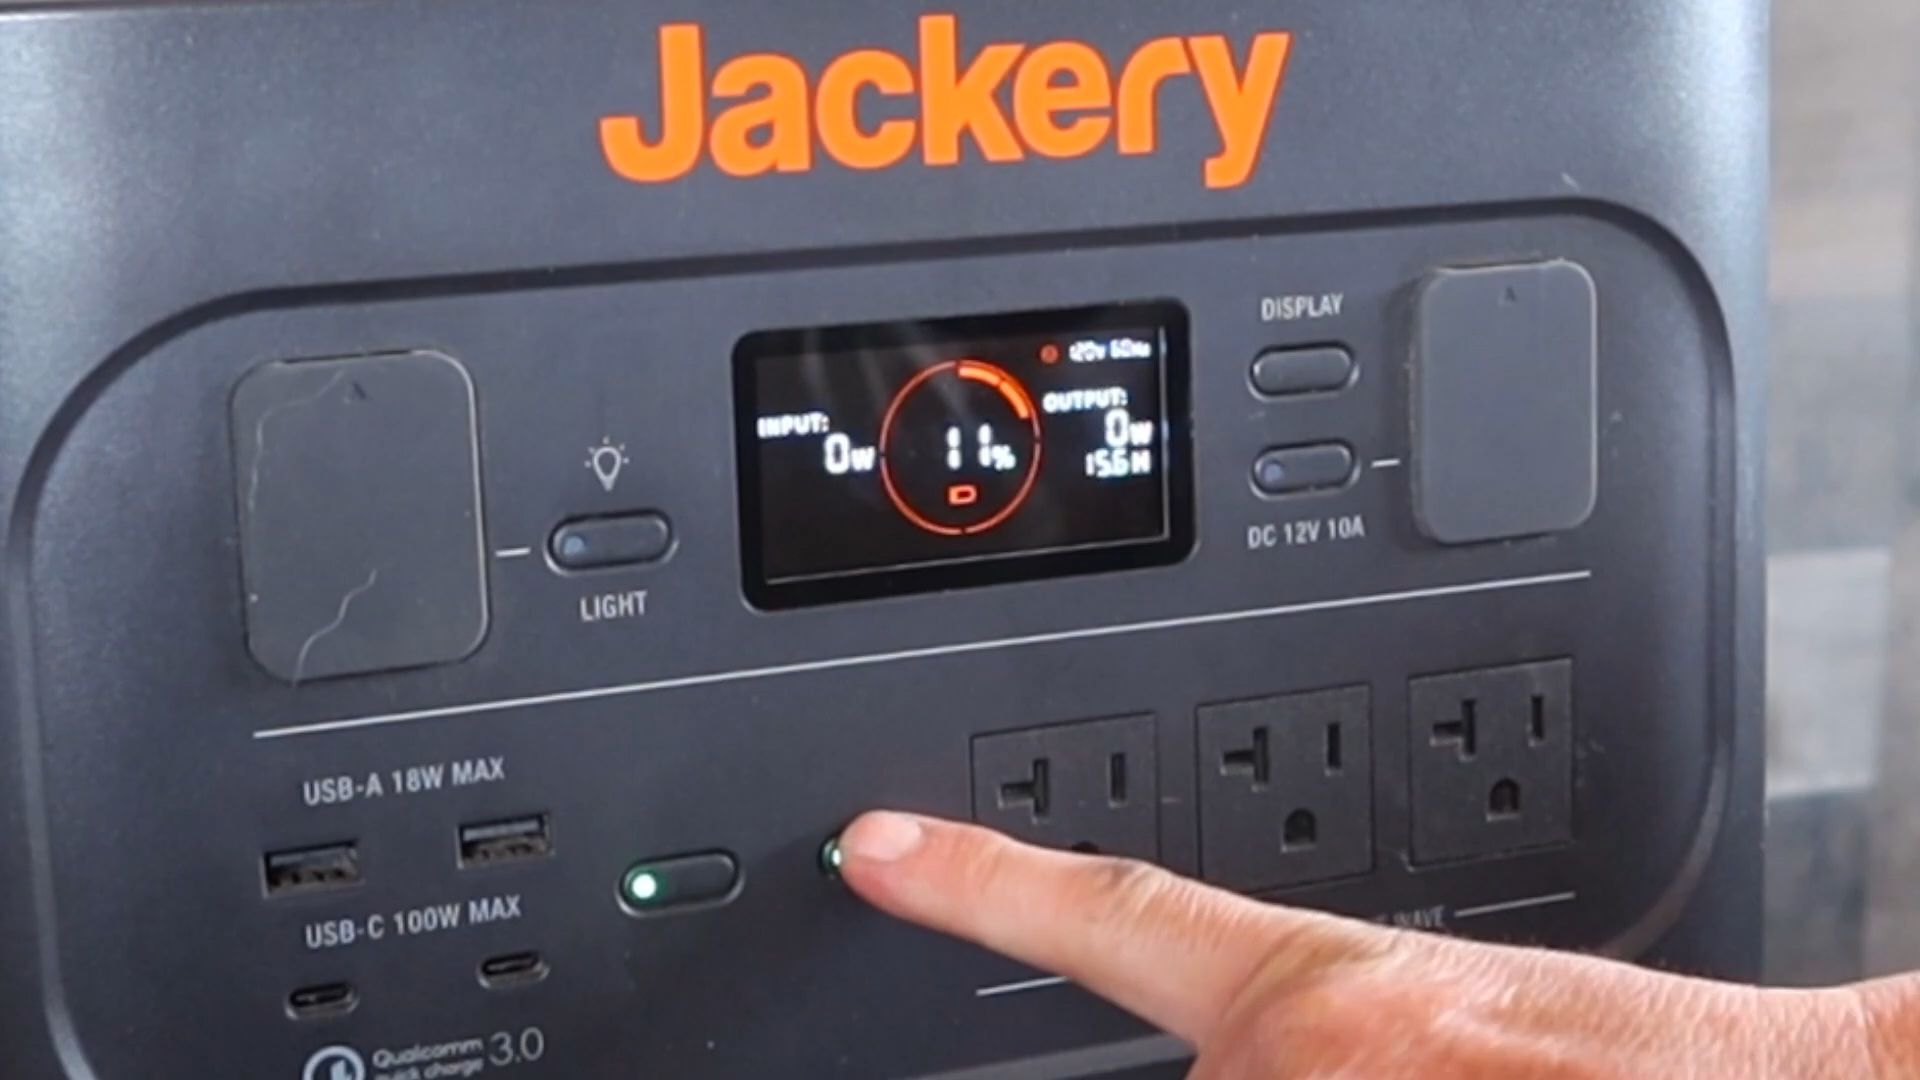 Jackery
DISPLAY
120v 60Hz
INPUT:
0W
11%
OUTPUT:
0W
15.6H
DC 12V 10A
LIGHT
USB-A 18W MAX
USB-C 100W MAX
WAVE
Qualcomm 3.0
quick charge